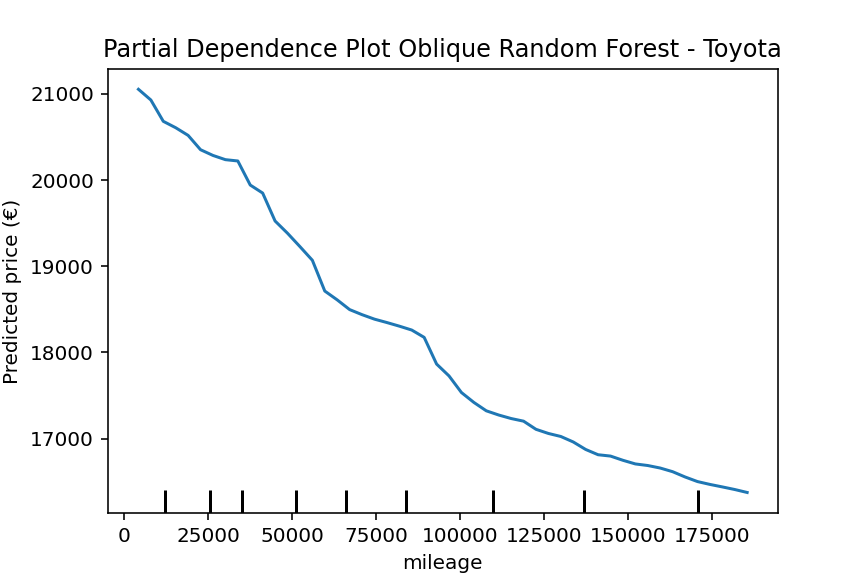 Partial Dependence Plot Oblique Random Forest - Toyota
Predicted price (€)
21000
20000
19000
18000
17000
0 25000 50000 75000 100000 125000 150000 175000
mileage